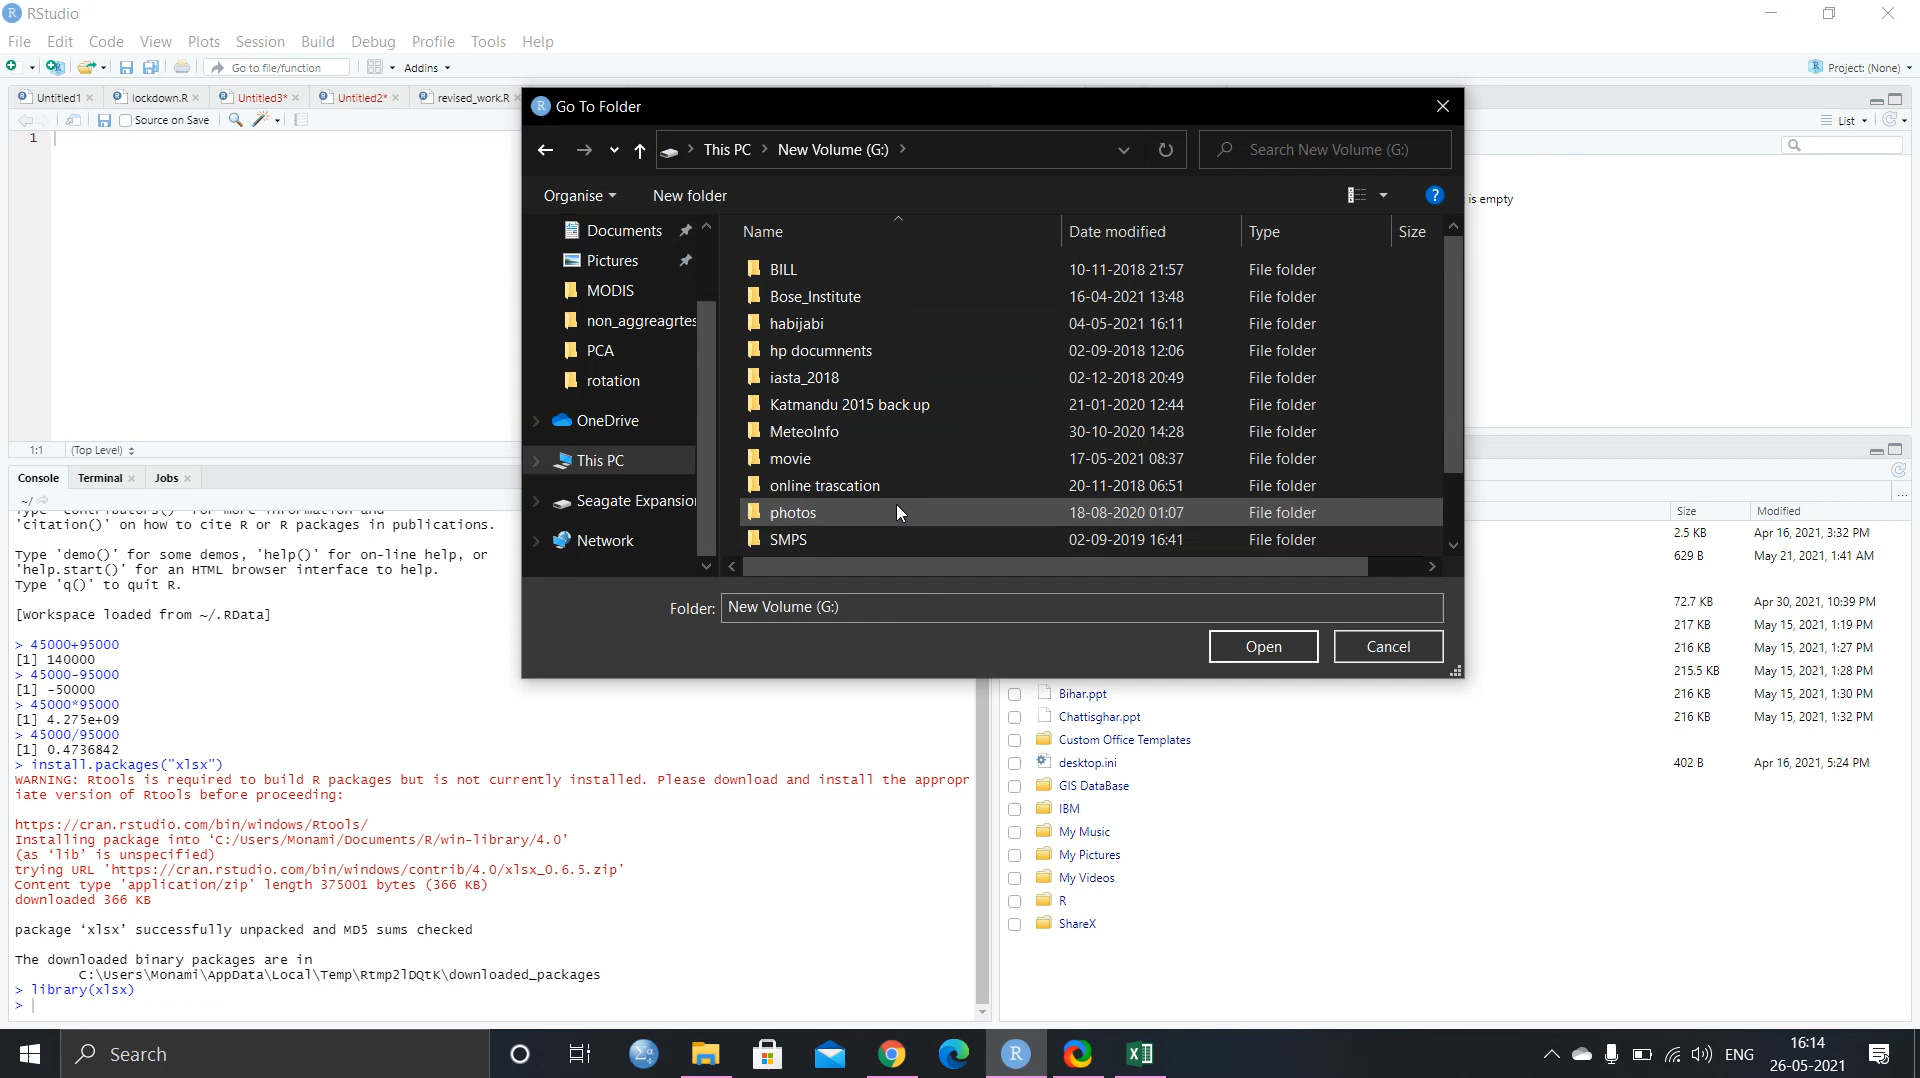 RStudio
File Edit Code View Plots Session Build Debug Profile Tools Help
Go to file/function Addins Project: (None)
Untitled1 lockdown.R Untitled3* Untitled2* revised_work.R
Source on Save
List
1
is empty
1:1 (Top Level)
Go To Folder
This PC New Volume (G:)
Search New Volume (G:)
Organise New folder
Documents
Pictures
MODIS
non_aggreagrtes
PCA
rotation
OneDrive
This PC
Seagate Expansion
Network
Name Date modified Type Size
BILL 10-11-2018 21:57 File folder
Bose_Institute 16-04-2021 13:48 File folder
habijabi 04-05-2021 16:11 File folder
hp documnents 02-09-2018 12:06 File folder
iasta_2018 02-12-2018 20:49 File folder
Katmandu 2015 back up 21-01-2020 12:44 File folder
MeteoInfo 30-10-2020 14:28 File folder
movie 17-05-2021 08:37 File folder
online trascation 20-11-2018 06:51 File folder
photos 18-08-2020 01:07 File folder
SMPS 02-09-2019 16:41 File folder
Folder: New Volume (G:)
Open Cancel
Console Terminal Jobs
~/
'citation()' on how to cite R or R packages in publications.
Type 'demo()' for some demos, 'help()' for on-line help, or
'help.start()' for an HTML browser interface to help.
Type 'q()' to quit R.
[Workspace loaded from ~/.RData]
> 45000+95000
[1] 140000
> 45000-95000
[1] -50000
> 45000*95000
[1] 4.275e+09
> 45000/95000
[1] 0.4736842
> install.packages("xlsx")
WARNING: Rtools is required to build R packages but is not currently installed. Please download and install the appropr
iate version of Rtools before proceeding:
https://cran.rstudio.com/bin/windows/Rtools/
Installing package into ‘C:/Users/Monami/Documents/R/win-library/4.0’
(as ‘lib’ is unspecified)
trying URL 'https://cran.rstudio.com/bin/windows/contrib/4.0/xlsx_0.6.5.zip'
Content type 'application/zip' length 375001 bytes (366 KB)
downloaded 366 KB
package ‘xlsx’ successfully unpacked and MD5 sums checked
The downloaded binary packages are in
C:\Users\Monami\AppData\Local\Temp\Rtmp2lDQtK\downloaded_packages
> library(xlsx)
>
Size Modified
2.5 KB Apr 16, 2021, 3:32 PM
629 B May 21, 2021, 1:41 AM
72.7 KB Apr 30, 2021, 10:39 PM
217 KB May 15, 2021, 1:19 PM
216 KB May 15, 2021, 1:27 PM
215.5 KB May 15, 2021, 1:28 PM
Bihar.ppt 216 KB May 15, 2021, 1:30 PM
Chattisghar.ppt 216 KB May 15, 2021, 1:32 PM
Custom Office Templates
desktop.ini 402 B Apr 16, 2021, 5:24 PM
GIS DataBase
IBM
My Music
My Pictures
My Videos
R
ShareX
Search
ENG
16:14
26-05-2021